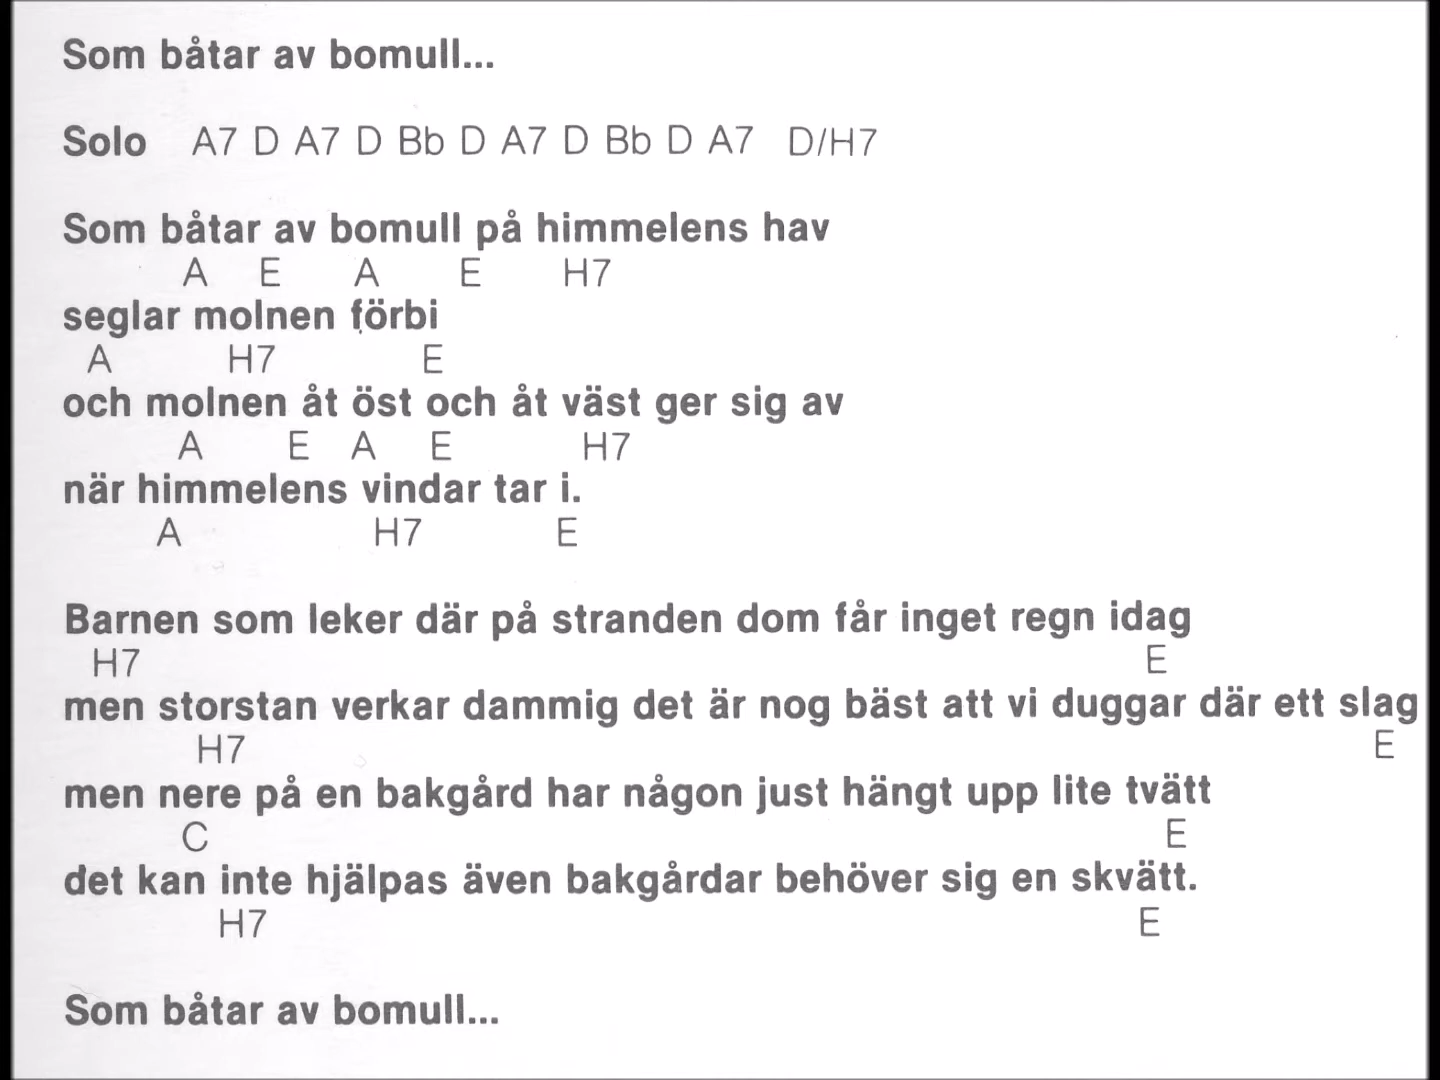 Som båtar av bomull...
Solo A7 D A7 D Bb D A7 D Bb D A7 D/H7
Som båtar av bomull på himmelens hav
A E A E H7
seglar molnen förbi
A H7 E
och molnen åt öst och åt väst ger sig av
A E A E H7
när himmelens vindar tar i.
A H7 E
Barnen som leker där på stranden dom får inget regn idag
H7 E
men storstan verkar dammig det är nog bäst att vi duggar där ett slag
H7 E
men nere på en bakgård har någon just hängt upp lite tvätt
C E
det kan inte hjälpas även bakgårdar behöver sig en skvätt.
H7 E
Som båtar av bomull...